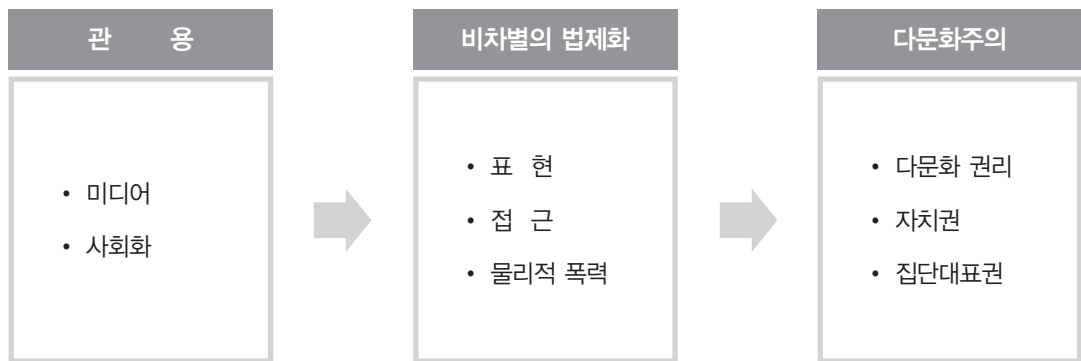 관 용
• 미디어
• 사회화
비차별의 법제화
• 표 현
• 접 근
• 물리적 폭력
다문화주의
• 다문화 권리
• 자치권
• 집단대표권